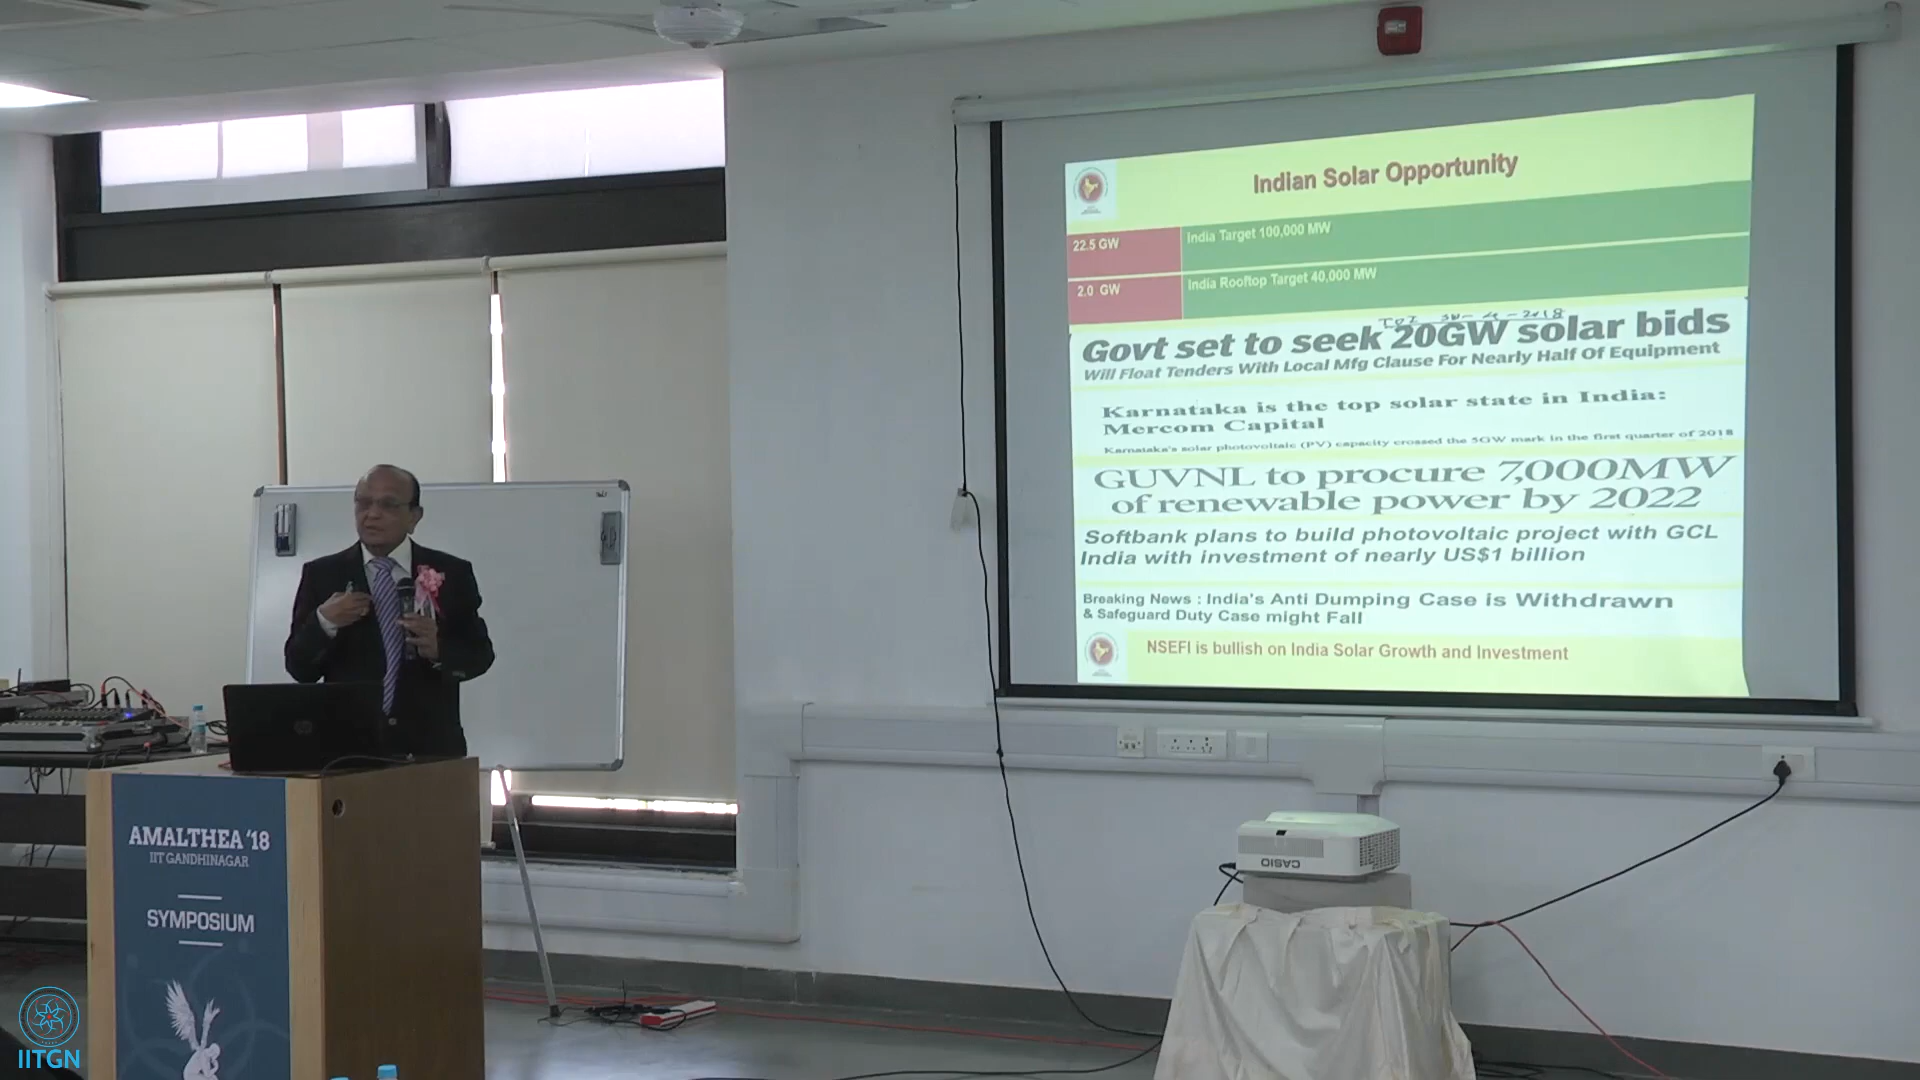 Indian Solar Opportunity
22.5 GW India Target 100,000 MW
2.0 GW India Rooftop Target 40,000 MW
Govt set to seek 20GW solar bids
Will Float Tenders With Local Mfg Clause For Nearly Half Of Equipment
Karnataka is the top solar state in India:
Mercom Capital
Karnataka's solar photovoltaic (PV) capacity crossed the 5GW mark in the first quarter of 2018
GUVNL to procure 7,000MW
of renewable power by 2022
Softbank plans to build photovoltaic project with GCL
India with investment of nearly US$1 billion
Breaking News : India's Anti Dumping Case is Withdrawn
& Safeguard Duty Case might Fall
NSEFI is bullish on India Solar Growth and Investment
AMALTHEA '18
IIT GANDHINAGAR
SYMPOSIUM
CASIO
IITGN